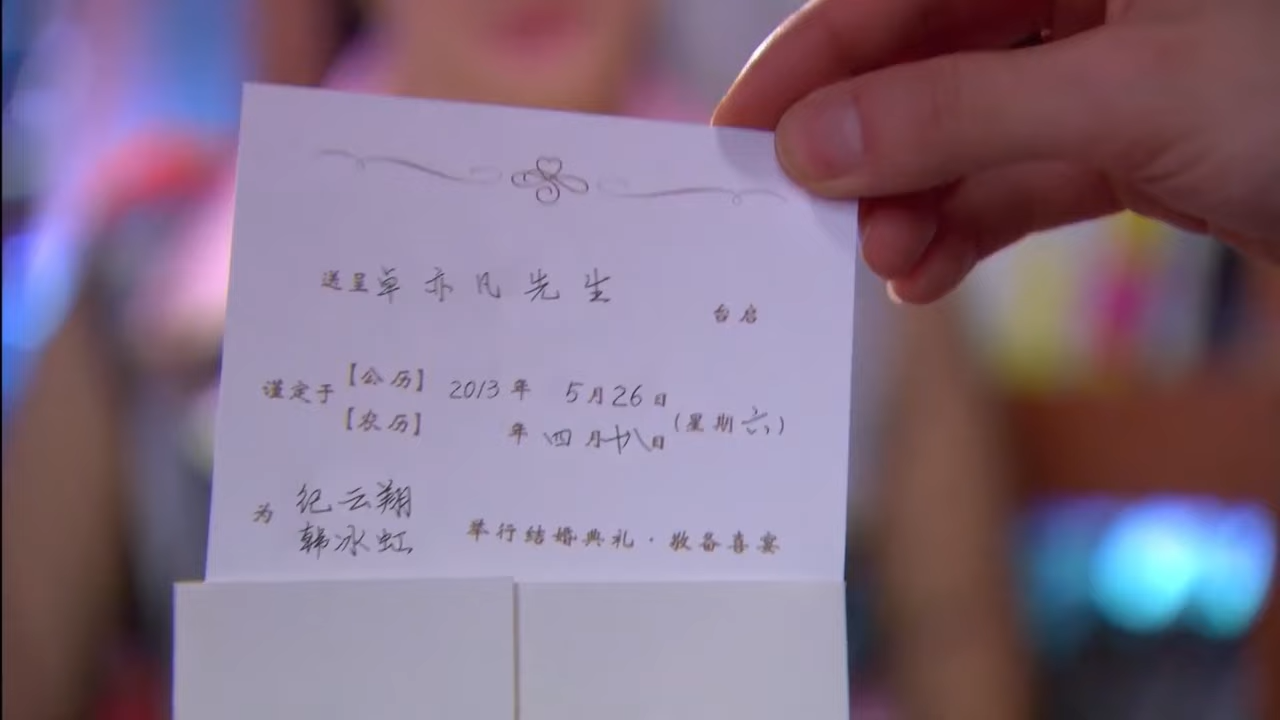 送呈卓亦凡先生
台启
谨定于【公历】2013年 5月26日
【农历】 年四月十八日(星期六)
为 纪云翔
韩冰虹 举行结婚典礼·敬备喜宴